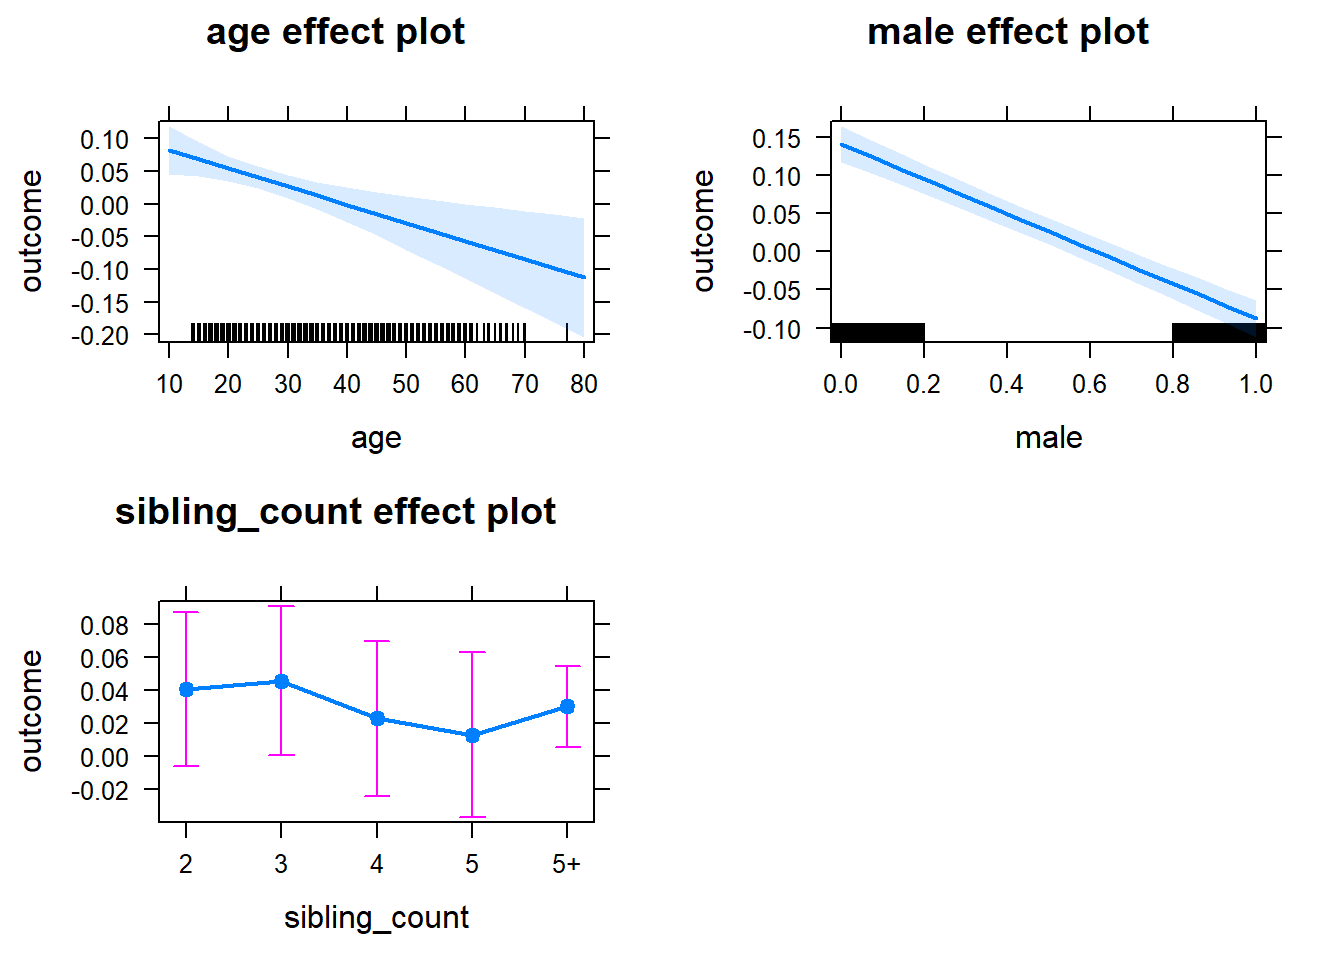 age effect plot
outcome
0.10
0.05
0.00
-0.05
-0.10
-0.15
-0.20
10 20 30 40 50 60 70 80
age
male effect plot
outcome
0.15
0.10
0.05
0.00
-0.05
-0.10
0.0 0.2 0.4 0.6 0.8 1.0
male
sibling_count effect plot
outcome
0.08
0.06
0.04
0.02
0.00
-0.02
2 3 4 5 5+
sibling_count